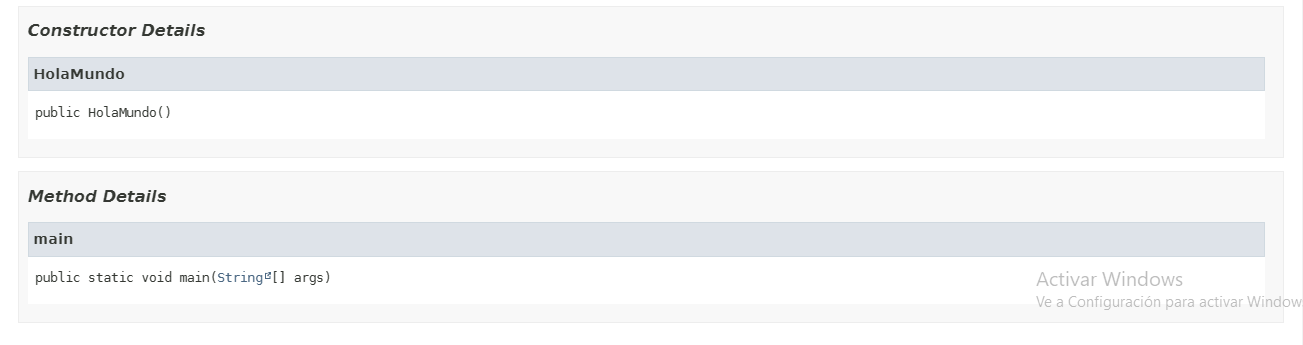 Constructor Details
HolaMundo
public HolaMundo()
Method Details
main
public static void main(String[] args)
Activar Windows
Ve a Configuración para activar Window